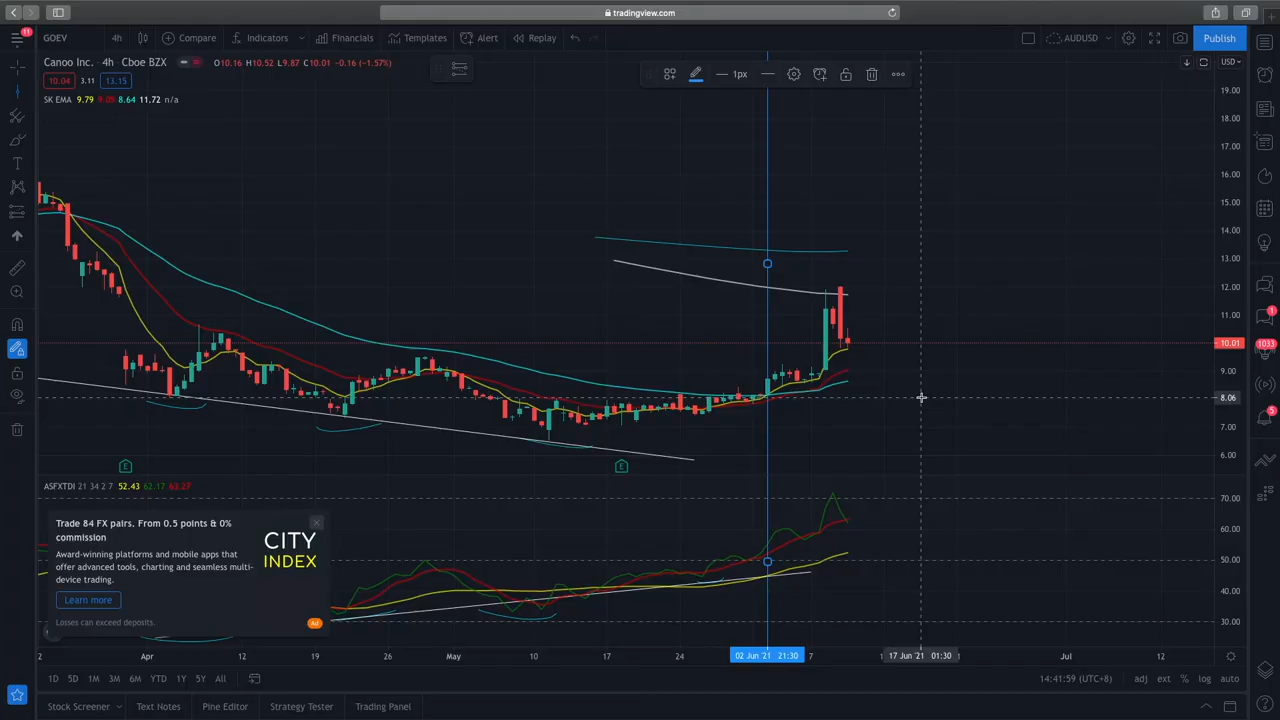 tradingview.com
11
GOEV
4h
Compare
Indicators
Financials
Templates
Alert
Replay
AUDUSD
Publish
Canoo Inc. · 4h · Cboe BZX
O10.16 H10.52 L9.87 C10.01 -0.16 (-1.57%)
10.04 3.11 13.15
SK EMA 9.79 9.05 8.64 11.72 n/a
1px
USD
19.00
18.00
17.00
16.00
15.00
14.00
13.00
12.00
11.00
10.01
9.00
8.06
7.00
6.00
1
1033
5
E
E
ASFXTDI 21 34 2 7 52.43 62.17 63.27
70.00
60.00
50.00
40.00
30.00
Trade 84 FX pairs. From 0.5 points & 0%
commission
Award-winning platforms and mobile apps that
offer advanced tools, charting and seamless multi-
device trading.
Learn more
Losses can exceed deposits.
CITY
INDEX
Ad
2 Apr 12 19 26 May 10 17 24 02 Jun '21 21:30 7 17 Jun '21 01:30 Jul 12
1D 5D 1M 3M 6M YTD 1Y 5Y All
14:41:59 (UTC+8) adj ext % log auto
Stock Screener Text Notes Pine Editor Strategy Tester Trading Panel